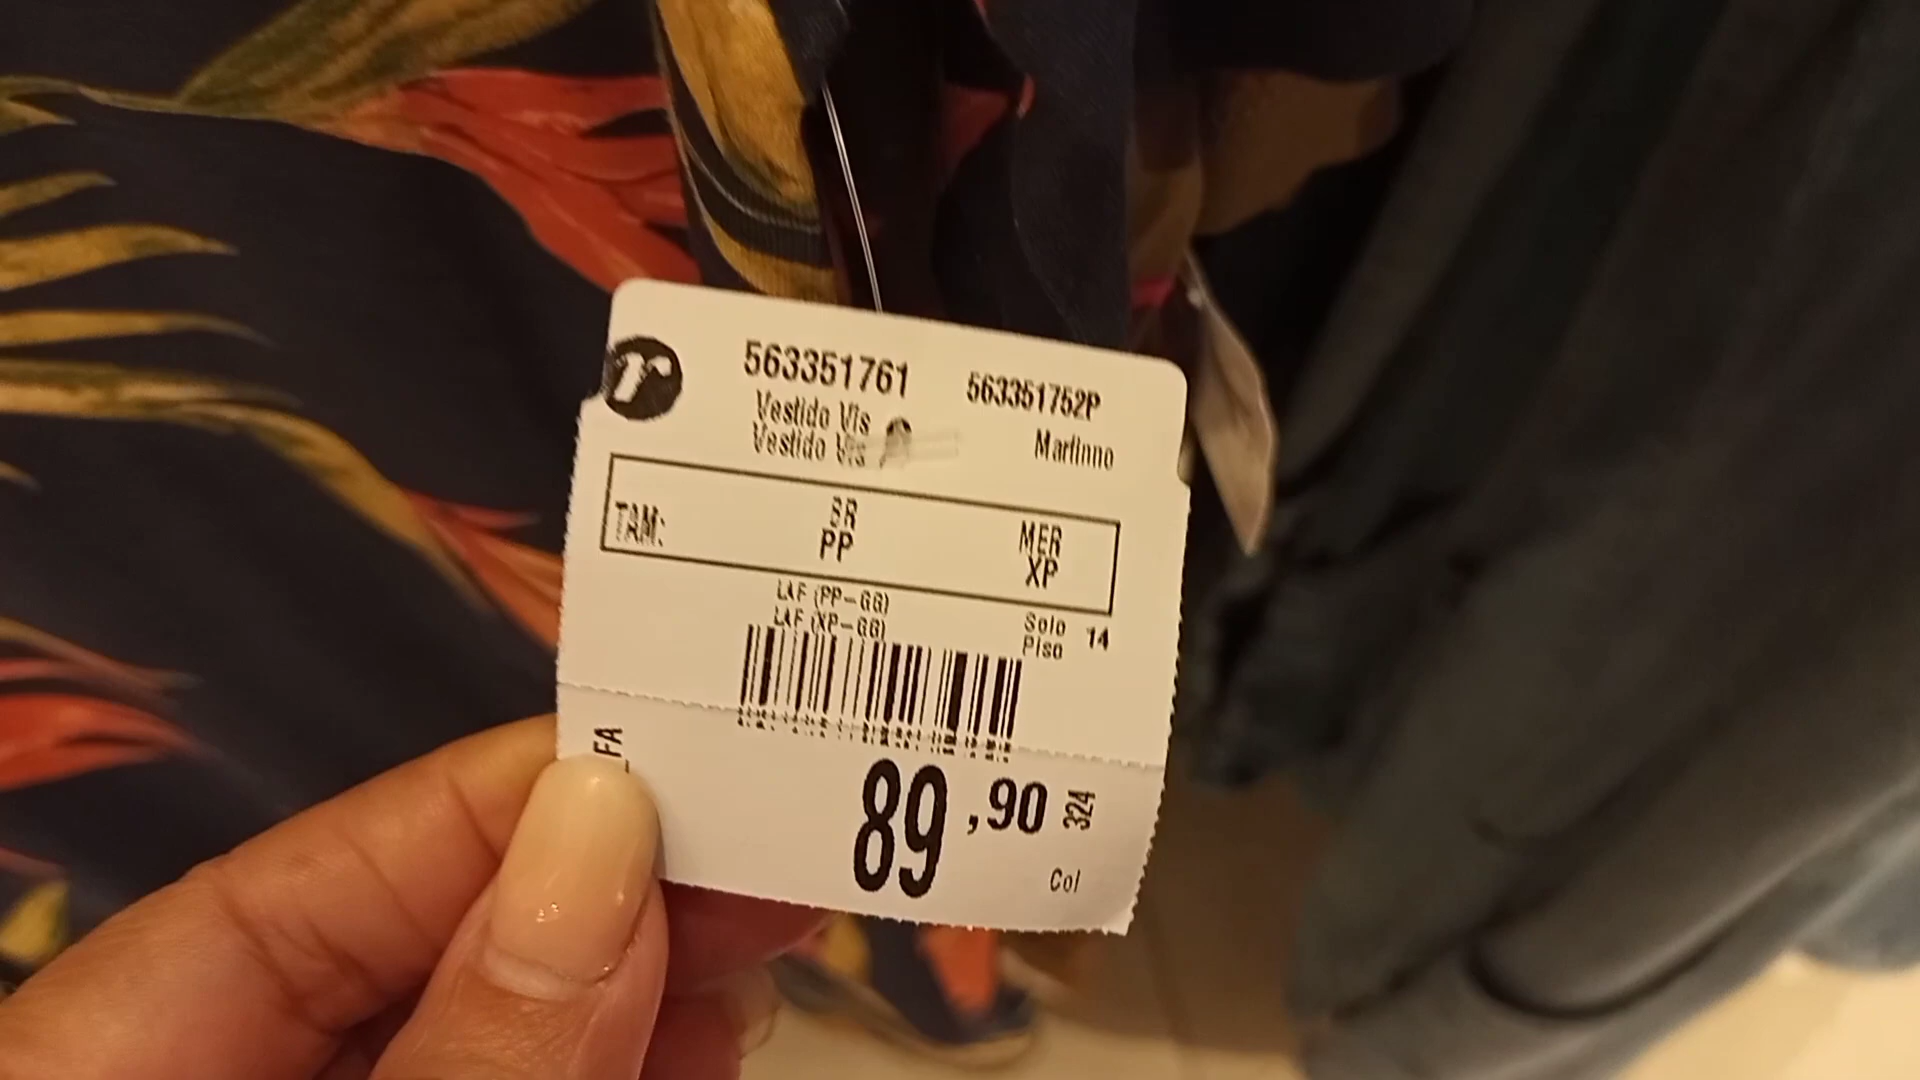 r
563351761 563351752P
Vestido Vis
Vestido Vis
Marlinno
TAM: BR MER
PP XP
LAF (PP-GG)
LAF (XP-GG)
Solo 14
Piso
FA
89,90 324
Col